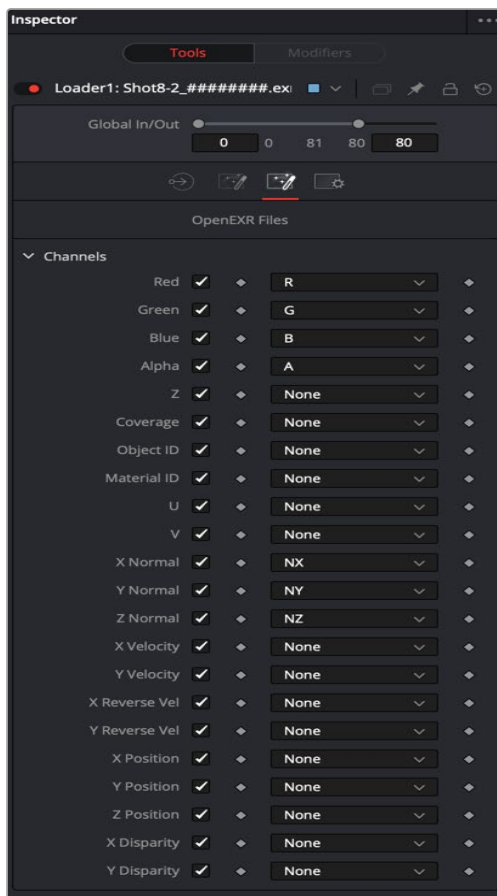 Inspector
Tools Modifiers
Loader1: Shot8-2_########.ex
Global In/Out
0 0 81 80 80
OpenEXR Files
Channels
Red R
Green G
Blue B
Alpha A
Z None
Coverage None
Object ID None
Material ID None
U None
V None
X Normal NX
Y Normal NY
Z Normal NZ
X Velocity None
Y Velocity None
X Reverse Vel None
Y Reverse Vel None
X Position None
Y Position None
Z Position None
X Disparity None
Y Disparity None